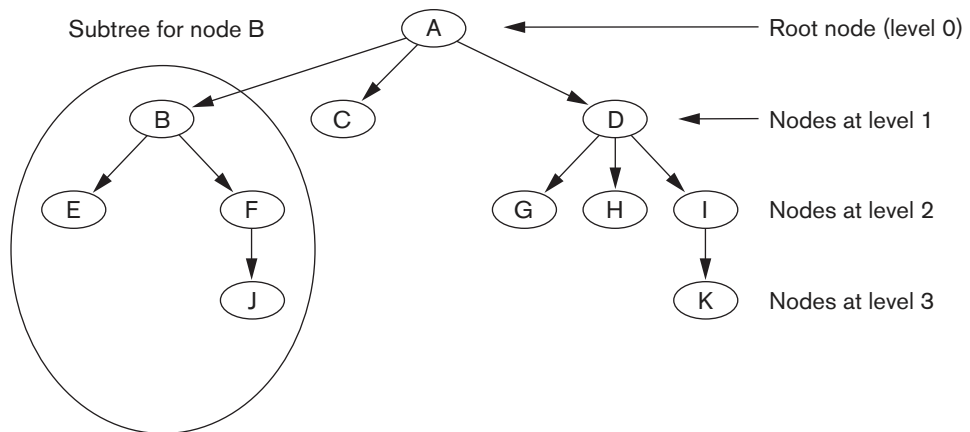 Subtree for node B
A
Root node (level 0)
B
C
D
Nodes at level 1
E
F
G
H
I
Nodes at level 2
J
K
Nodes at level 3